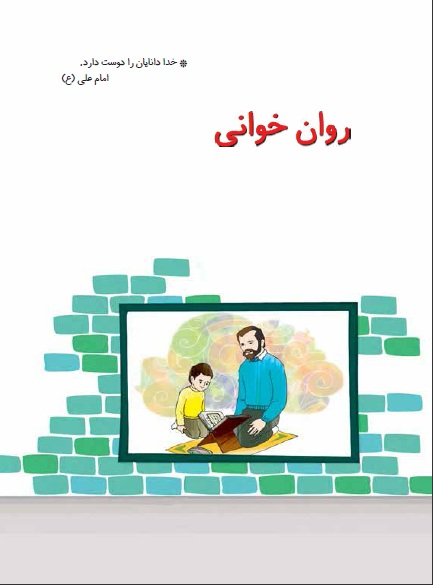 ❊ خدا دانایان را دوست دارد.
امام علی (ع)
روان خوانی